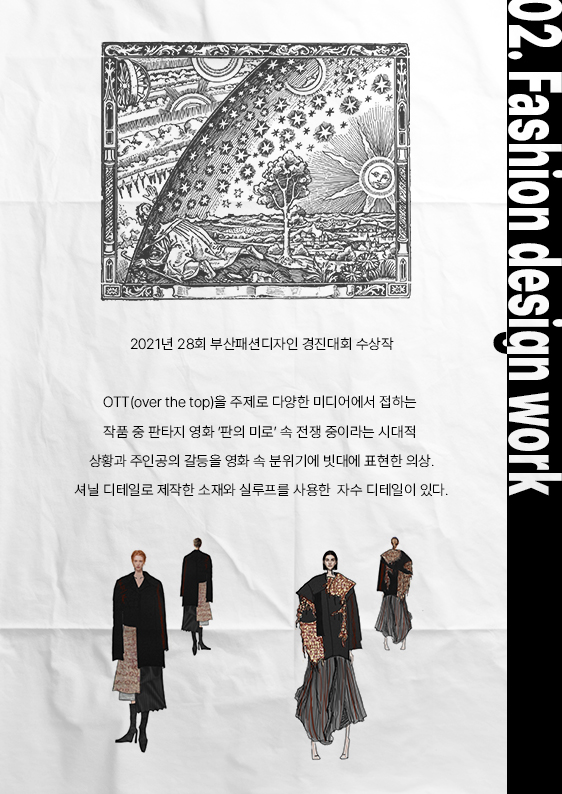 02. Fashion design work
2021년 28회 부산패션디자인 경진대회 수상작
OTT(over the top)을 주제로 다양한 미디어에서 접하는
작품 중 판타지 영화 '판의 미로' 속 전쟁 중이라는 시대적
상황과 주인공의 갈등을 영화 속 분위기에 빗대에 표현한 의상.
셔닐 디테일로 제작한 소재와 실루프를 사용한 자수 디테일이 있다.